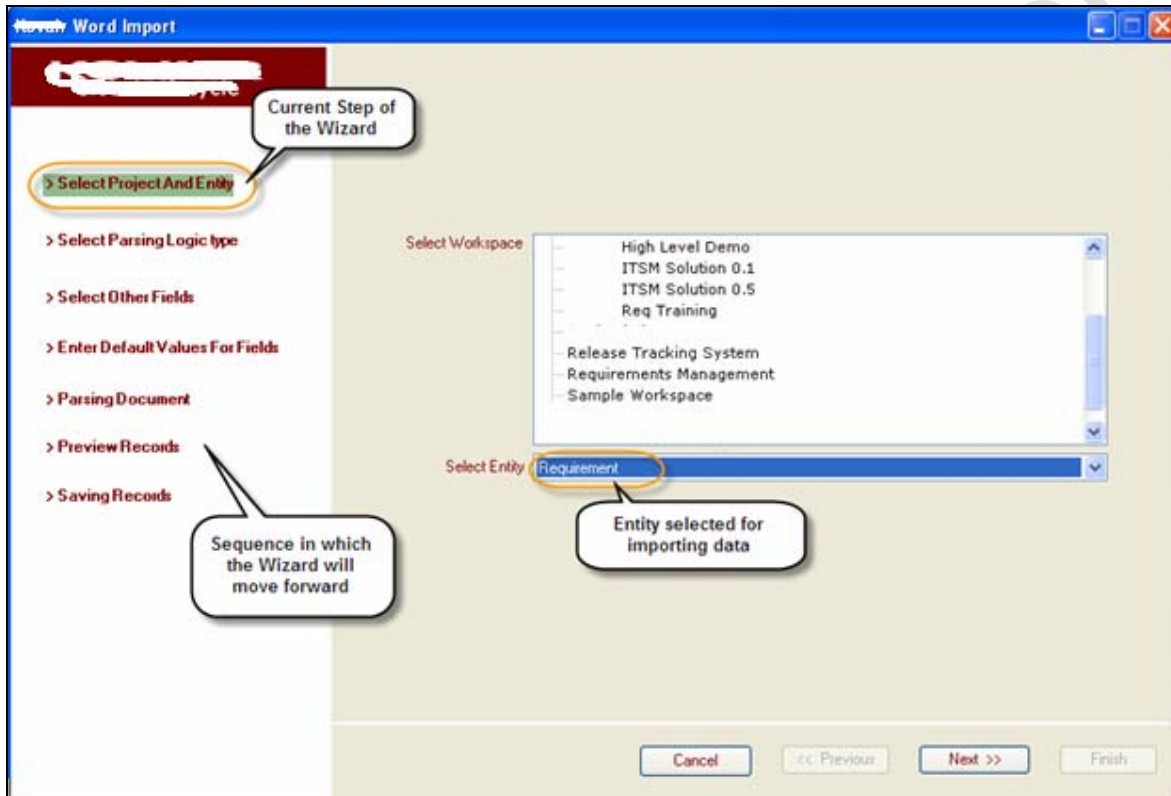 Word Import
Current Step of
the Wizard
> Select Project And Entity
> Select Parsing Logic type
> Select Other Fields
> Enter Default Values For Fields
> Parsing Document
> Preview Records
> Saving Records
Sequence in which
the Wizard will
move forward
Select Workspace
High Level Demo
ITSM Solution 0.1
ITSM Solution 0.5
Req Training
Release Tracking System
Requirements Management
Sample Workspace
Select Entity
Requirement
Entity selected for
importing data
Cancel
<< Previous
Next >>
Finish